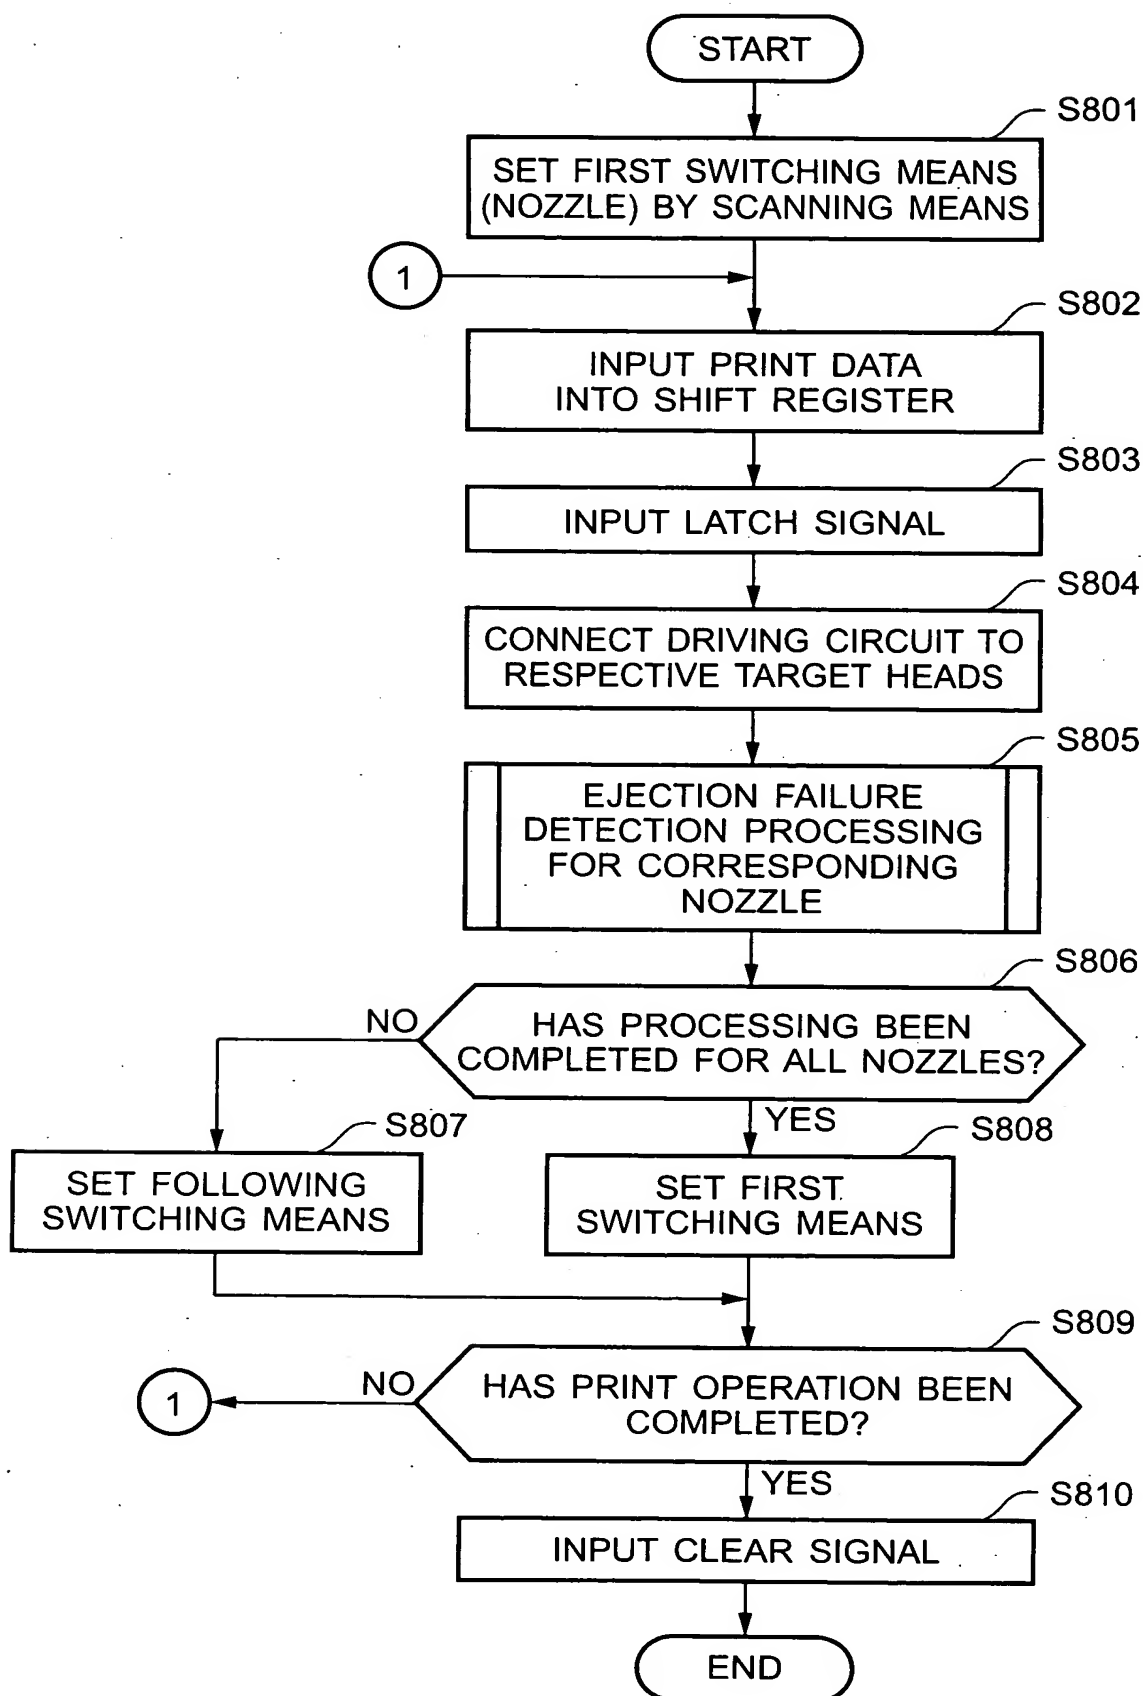 START
S801
SET FIRST SWITCHING MEANS
(NOZZLE) BY SCANNING MEANS
1
S802
INPUT PRINT DATA
INTO SHIFT REGISTER
S803
INPUT LATCH SIGNAL
S804
CONNECT DRIVING CIRCUIT TO
RESPECTIVE TARGET HEADS
S805
EJECTION FAILURE
DETECTION PROCESSING
FOR CORRESPONDING
NOZZLE
S806
NO
HAS PROCESSING BEEN
COMPLETED FOR ALL NOZZLES?
YES
S807
SET FOLLOWING
SWITCHING MEANS
S808
SET FIRST
SWITCHING MEANS
S809
1
NO
HAS PRINT OPERATION BEEN
COMPLETED?
YES
S810
INPUT CLEAR SIGNAL
END